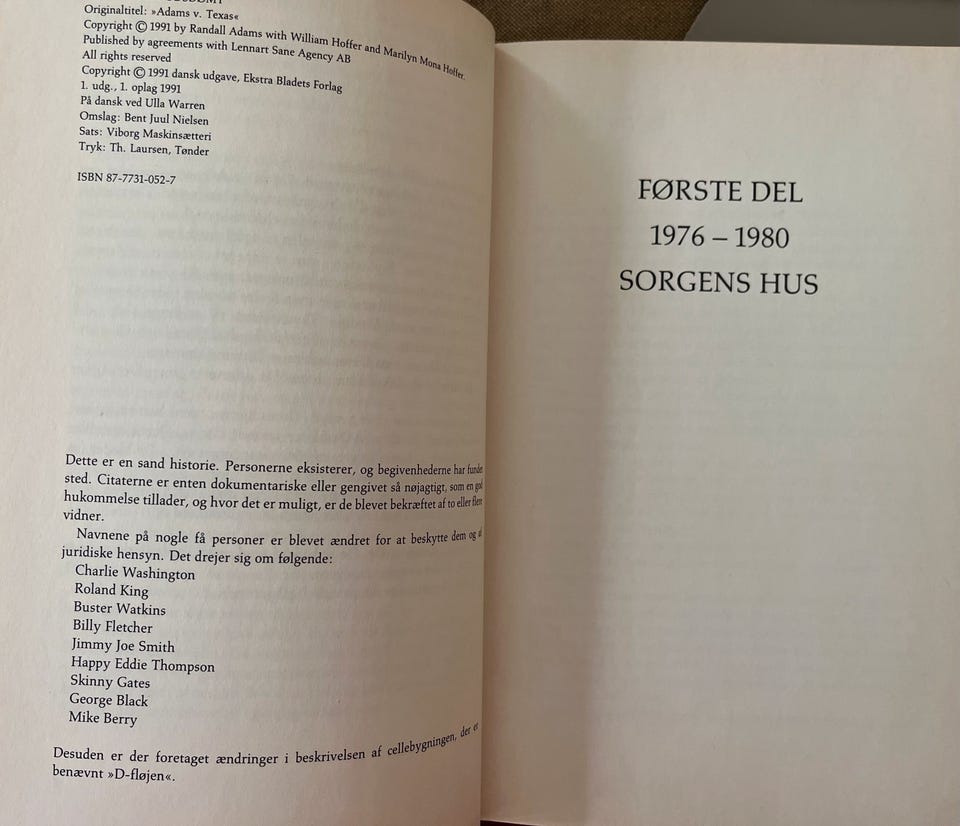 Originaltitel: »Adams v. Texas«
Copyright © 1991 by Randall Adams with William Hoffer and Marilyn Mona Hoffer.
Published by agreements with Lennart Sane Agency AB
All rights reserved
Copyright © 1991 dansk udgave, Ekstra Bladets Forlag
1. udg., 1. oplag 1991
På dansk ved Ulla Warren
Omslag: Bent Juul Nielsen
Sats: Viborg Maskinsætteri
Tryk: Th. Laursen, Tønder
ISBN 87-7731-052-7
Dette er en sand historie. Personerne eksisterer, og begivenhederne har fundet
sted. Citaterne er enten dokumentariske eller gengivet så nøjagtigt, som en god
hukommelse tillader, og hvor det er muligt, er de blevet bekræftet af to eller flere
vidner.
Navnene på nogle få personer er blevet ændret for at beskytte dem og af
juridiske hensyn. Det drejer sig om følgende:
Charlie Washington
Roland King
Buster Watkins
Billy Fletcher
Jimmy Joe Smith
Happy Eddie Thompson
Skinny Gates
George Black
Mike Berry
Desuden er der foretaget ændringer i beskrivelsen af cellebygningen, der er
benævnt »D-fløjen«.
FØRSTE DEL
1976 – 1980
SORGENS HUS